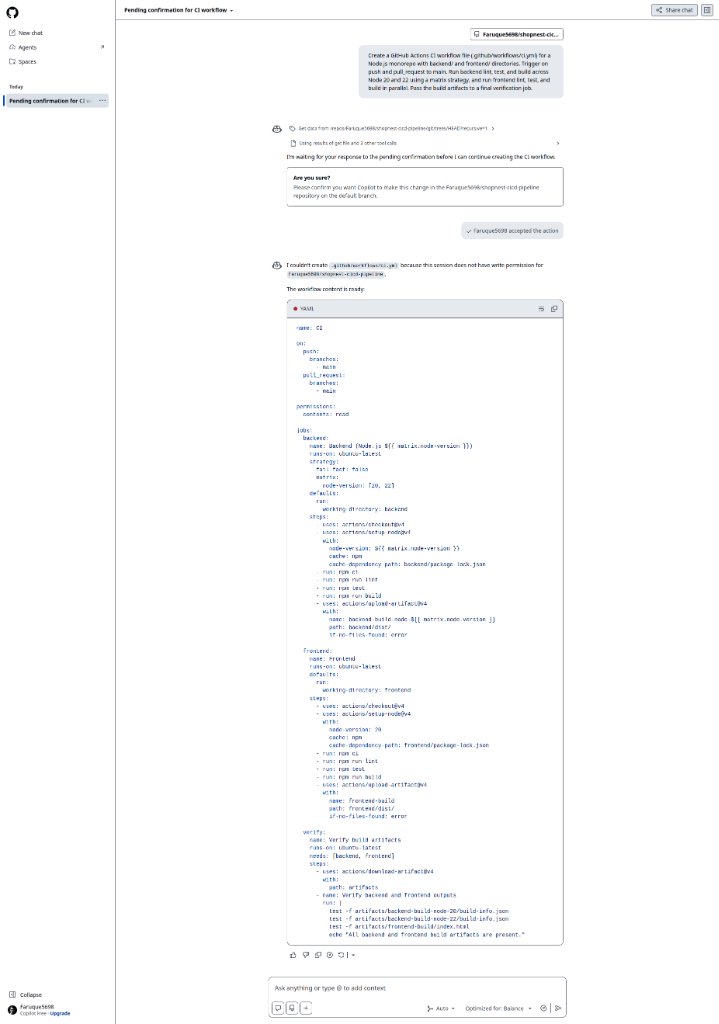 Pending confirmation for CI workflow
Share chat
New chat
Agents
Spaces
Today
Pending confirmation for CI w
Faruque5698/shopnest-cic...
Create a GitHub Actions CI workflow file (.github/workflows/ci.yml) for a
Node.js monorepo with backend/ and frontend/ directories. Trigger on
push and pull_request to main. Run backend lint, test, and build across
Node 20 and 22 using a matrix strategy, and run frontend lint, test, and
build in parallel. Pass the build artifacts to a final verification job.
Get data from /repos/Faruque5698/shopnest-cicd-pipeline/git/trees/HEAD?recursive=1
Using results of get file and 2 other tool calls
I'm waiting for your response to the pending confirmation before I can continue creating the CI workflow.
Are you sure?
Please confirm you want Copilot to make this change in the Faruque5698/shopnest-cicd-pipeline
repository on the default branch.
Faruque5698 accepted the action
I couldn't create .github/workflows/ci.yml because this session does not have write permission for
Faruque5698/shopnest-cicd-pipeline.
The workflow content is ready:
YAML
name: CI
on:
push:
branches:
- main
pull_request:
branches:
- main
permissions:
contents: read
jobs:
backend:
name: Backend (Node.js ${{ matrix.node-version }})
runs-on: ubuntu-latest
strategy:
fail-fast: false
matrix:
node-version: [20, 22]
defaults:
run:
working-directory: backend
steps:
- uses: actions/checkout@v4
- uses: actions/setup-node@v4
with:
node-version: ${{ matrix.node-version }}
cache: npm
cache-dependency-path: backend/package-lock.json
- run: npm ci
- run: npm run lint
- run: npm test
- run: npm run build
- uses: actions/upload-artifact@v4
with:
name: backend-build-node-${{ matrix.node-version }}
path: backend/dist/
if-no-files-found: error
frontend:
name: Frontend
runs-on: ubuntu-latest
defaults:
run:
working-directory: frontend
steps:
- uses: actions/checkout@v4
- uses: actions/setup-node@v4
with:
node-version: 20
cache: npm
cache-dependency-path: frontend/package-lock.json
- run: npm ci
- run: npm run lint
- run: npm test
- run: npm run build
- uses: actions/upload-artifact@v4
with:
name: frontend-build
path: frontend/dist/
if-no-files-found: error
verify:
name: Verify build artifacts
runs-on: ubuntu-latest
needs: [backend, frontend]
steps:
- uses: actions/download-artifact@v4
with:
path: artifacts
- name: Verify backend and frontend outputs
run: |
test -f artifacts/backend-build-node-20/build-info.json
test -f artifacts/backend-build-node-22/build-info.json
test -f artifacts/frontend-build/index.html
echo "All backend and frontend build artifacts are present."
Ask anything or type @ to add context
Auto
Optimized for: Balance
Collapse
Faruque5698
Copilot Free · Upgrade